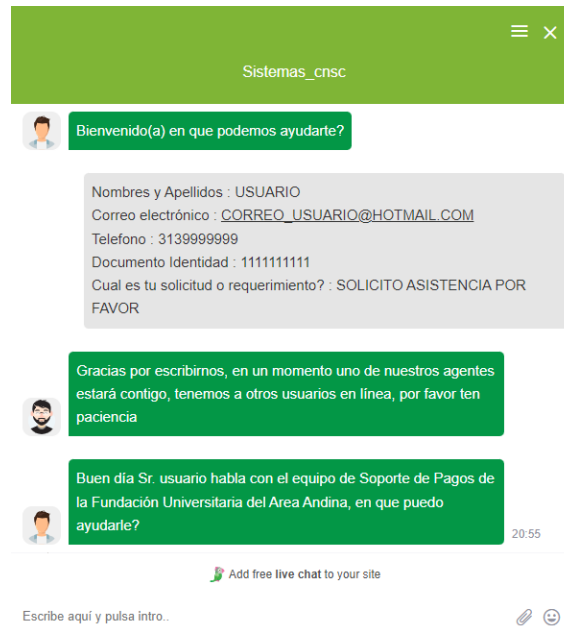 Sistemas_cnsc
Bienvenido(a) en que podemos ayudarte?
Nombres y Apellidos : USUARIO
Correo electrónico : CORREO_USUARIO@HOTMAIL.COM
Telefono : 3139999999
Documento Identidad : 1111111111
Cual es tu solicitud o requerimiento? : SOLICITO ASISTENCIA POR
FAVOR
Gracias por escribirnos, en un momento uno de nuestros agentes
estará contigo, tenemos a otros usuarios en línea, por favor ten
paciencia
Buen día Sr. usuario habla con el equipo de Soporte de Pagos de
la Fundación Universitaria del Area Andina, en que puedo
ayudarle?
20:55
Add free live chat to your site
Escribe aquí y pulsa intro..